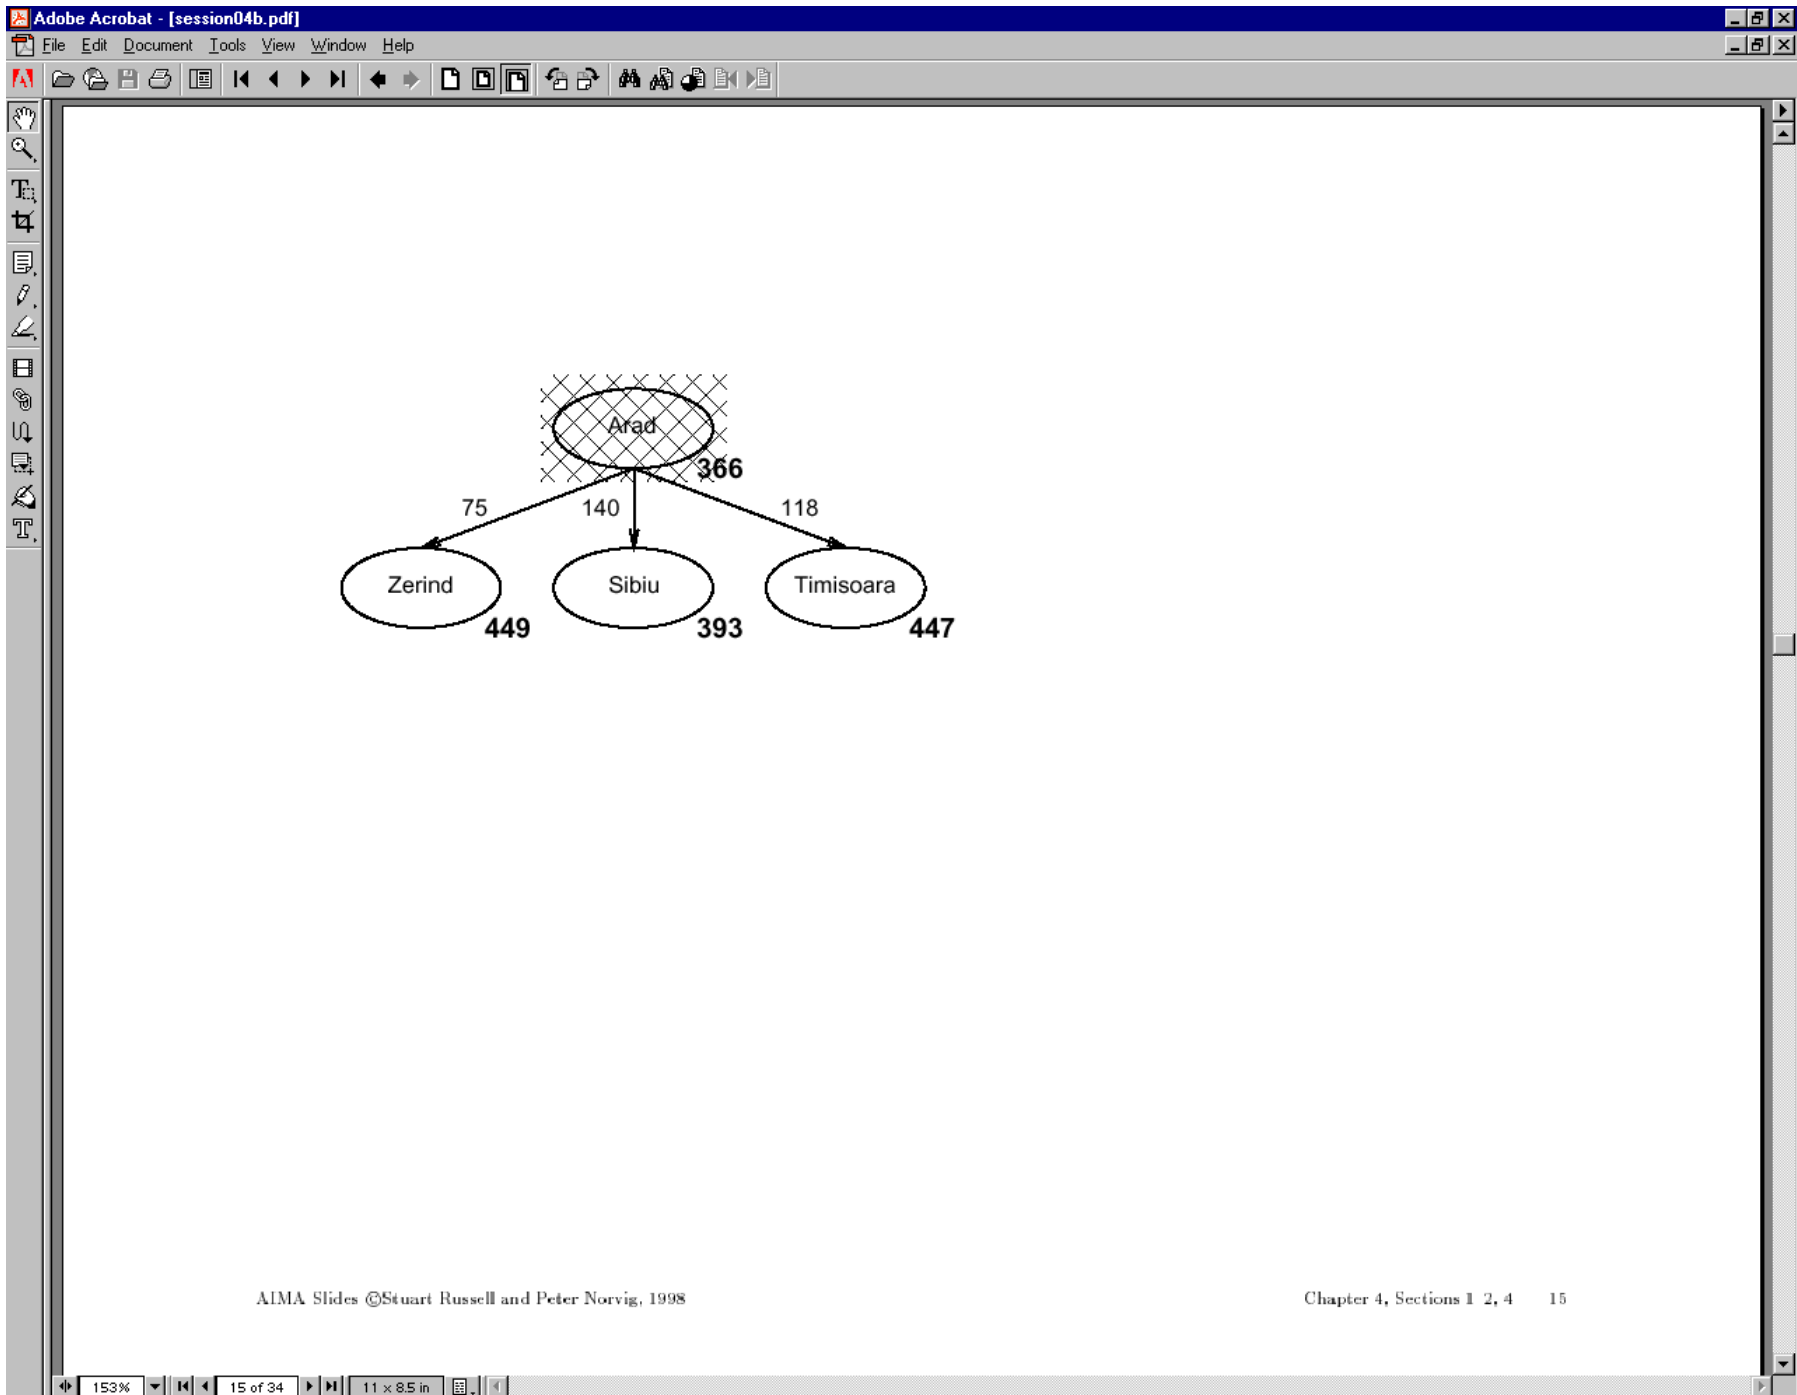 Adobe Acrobat - [session04b.pdf]
File Edit Document Tools View Window Help
Arad
366
75 140 118
Zerind Sibiu Timisoara
449 393 447
AIMA Slides ©Stuart Russell and Peter Norvig, 1998 Chapter 4, Sections 1 2, 4 15
153% 15 of 34 11 x 8.5 in